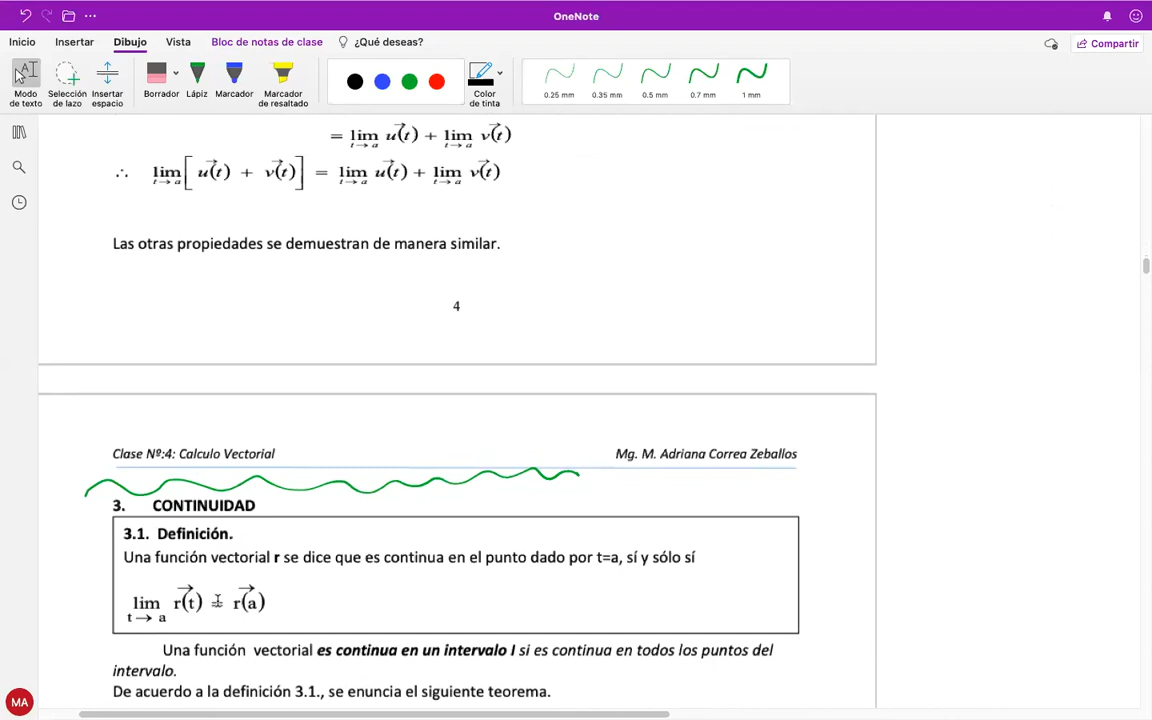 OneNote
Inicio Insertar Dibujo Vista Bloc de notas de clase ¿Qué deseas? Compartir
Modo de texto Selección de lazo Insertar espacio Borrador Lápiz Marcador Marcador de resaltado Color de tinta 0.25 mm 0.35 mm 0.5 mm 0.7 mm 1 mm
= lim t→a u⃗(t) + lim t→a v⃗(t)
∴ lim t→a [ u⃗(t) + v⃗(t) ] = lim t→a u⃗(t) + lim t→a v⃗(t)
Las otras propiedades se demuestran de manera similar.
4
Clase Nº:4: Calculo Vectorial Mg. M. Adriana Correa Zeballos
3. CONTINUIDAD
3.1. Definición.
Una función vectorial r se dice que es continua en el punto dado por t=a, sí y sólo sí
lim t→a r⃗(t) = r⃗(a)
Una función vectorial es continua en un intervalo I si es continua en todos los puntos del
intervalo.
De acuerdo a la definición 3.1., se enuncia el siguiente teorema.
MA